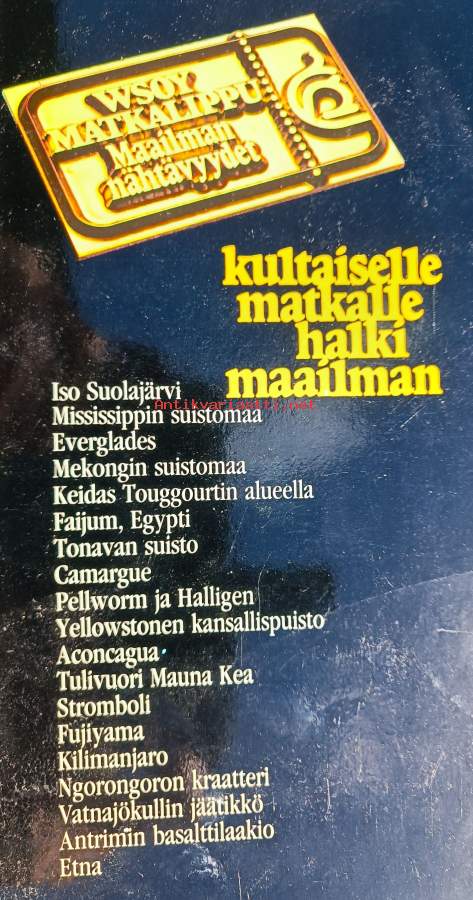 WSOY
MATKALIPPU
Maailman
nähtävyydet
kultaiselle
matkalle
halki
maailman
Antikvariaatti.net
Iso Suolajärvi
Mississippin suistomaa
Everglades
Mekongin suistomaa
Keidas Touggourtin alueella
Faijum, Egypti
Tonavan suisto
Camargue
Pellworm ja Halligen
Yellowstonen kansallispuisto
Aconcagua
Tulivuori Mauna Kea
Stromboli
Fujiyama
Kilimanjaro
Ngorongoron kraatteri
Vatnajökullin jäätikkö
Antrimin basalttilaakio
Etna